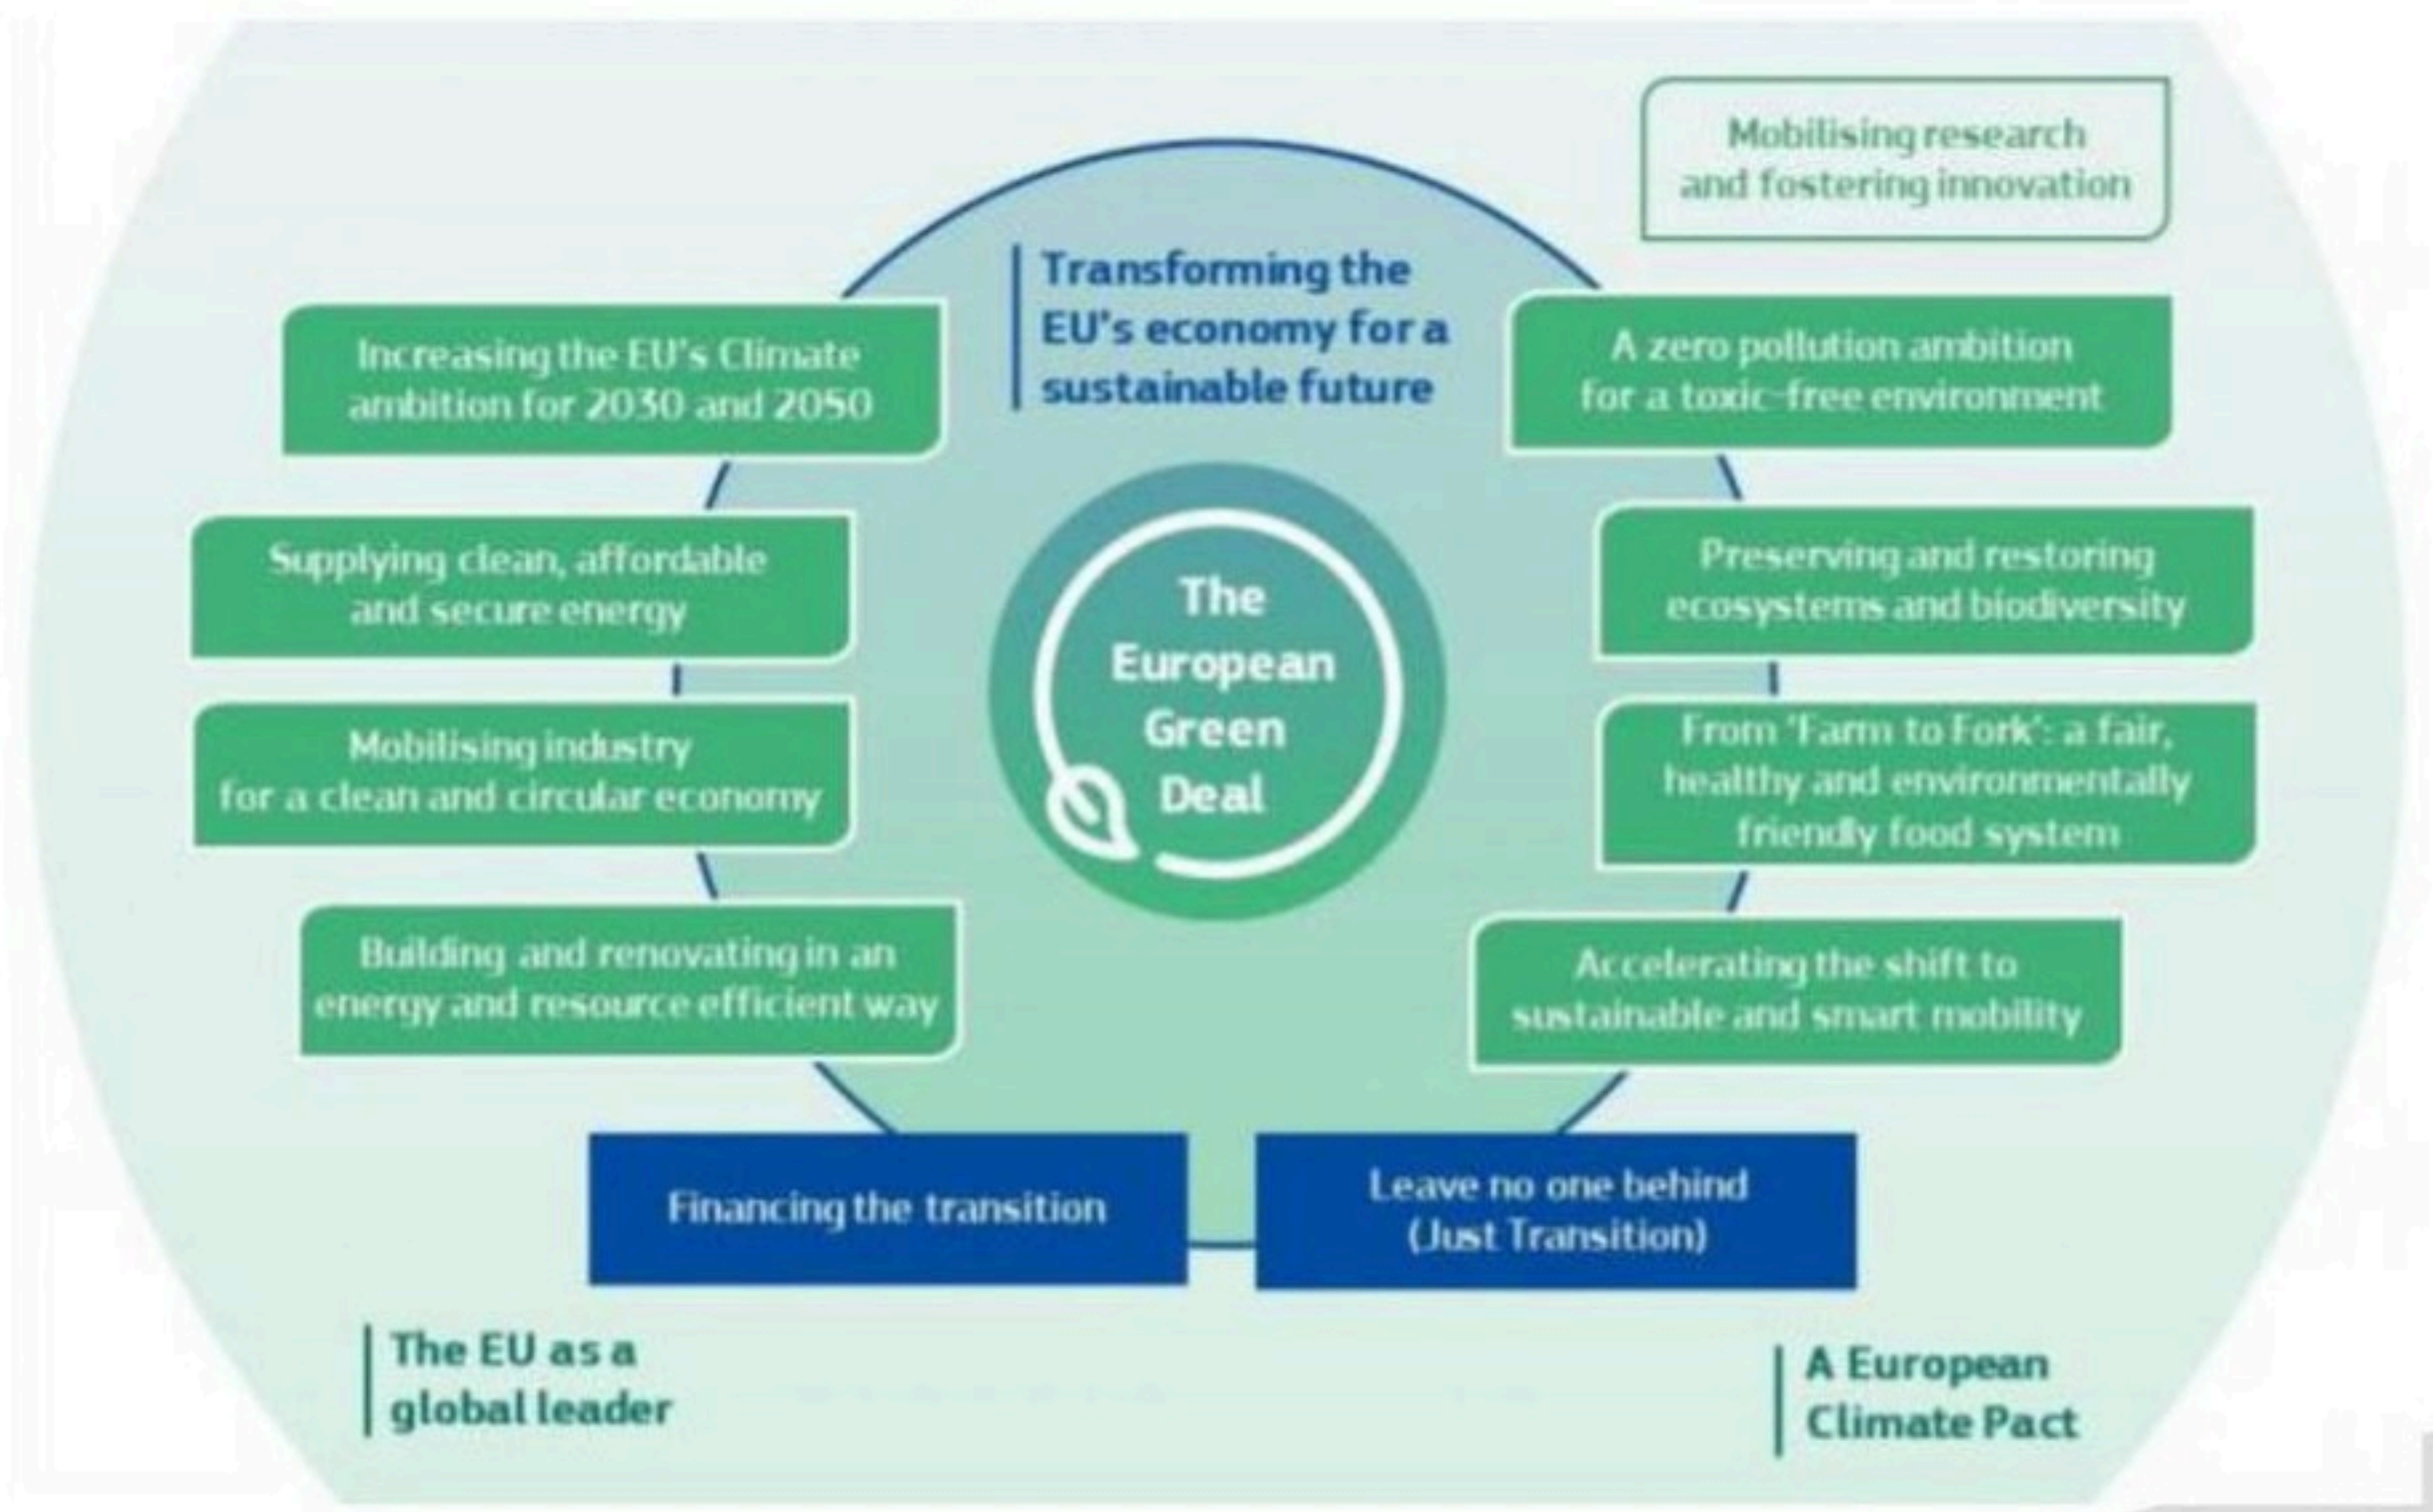 Mobilising research
and fostering innovation
Transforming the
EU's economy for a
sustainable future
Increasing the EU's Climate
ambition for 2030 and 2050
A zero pollution ambition
for a toxic-free environment
Supplying clean, affordable
and secure energy
Preserving and restoring
ecosystems and biodiversity
The
European
Green
Deal
Mobilising industry
for a clean and circular economy
From 'Farm to Fork': a fair,
healthy and environmentally
friendly food system
Building and renovating in an
energy and resource efficient way
Accelerating the shift to
sustainable and smart mobility
Financing the transition
Leave no one behind
(Just Transition)
The EU as a
global leader
A European
Climate Pact